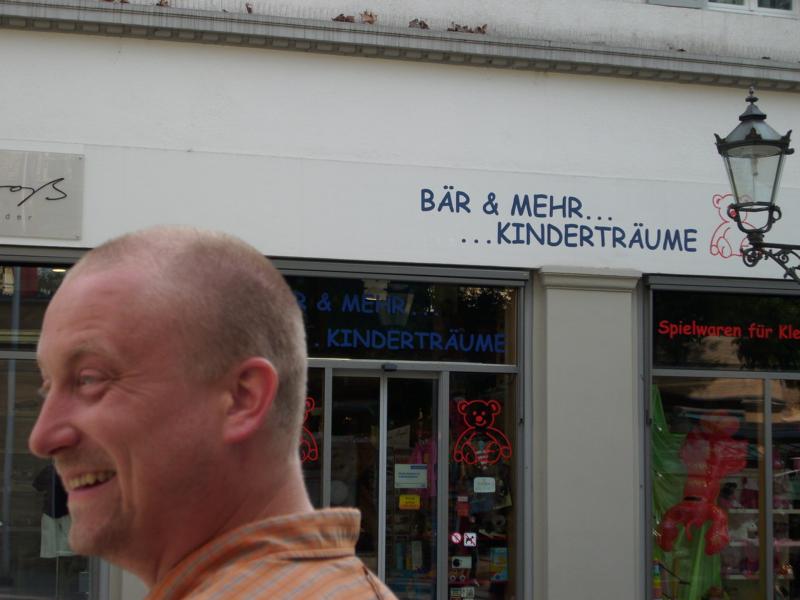 BÄR & MEHR...
...KINDERTRÄUME
R & MEHR...
. KINDERTRÄUME
Spielwaren für Kle